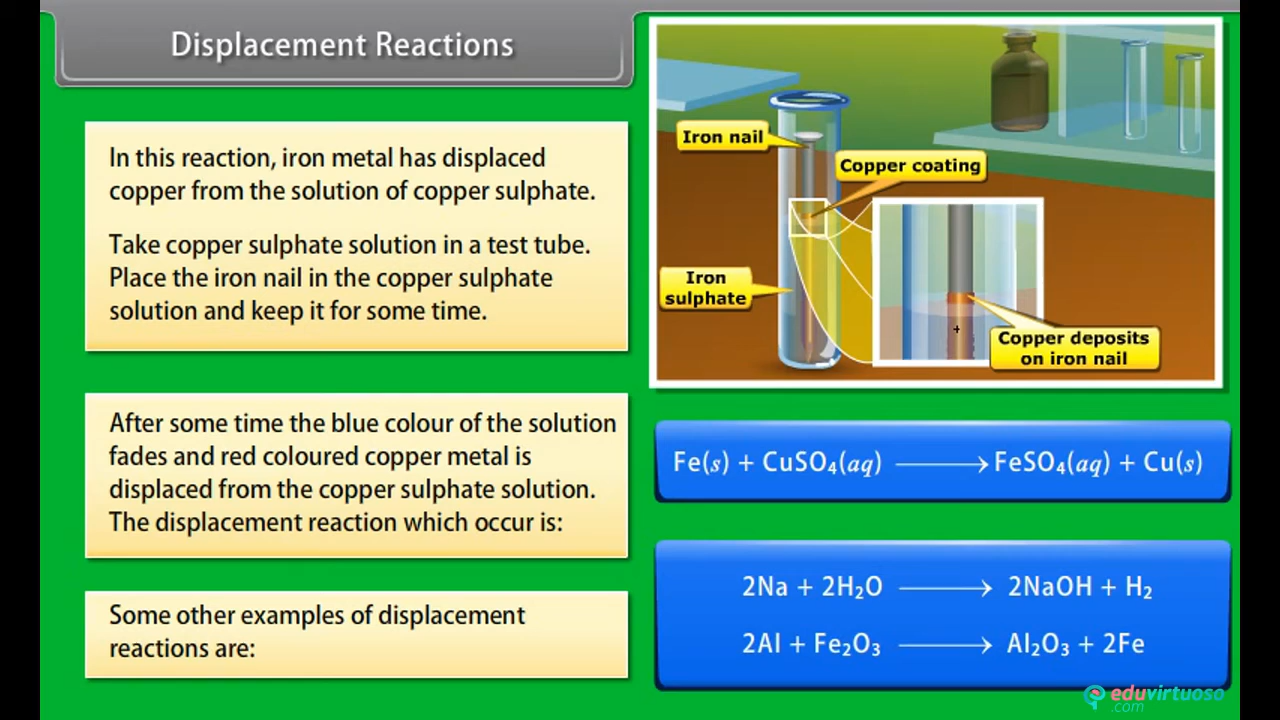 Displacement Reactions
In this reaction, iron metal has displaced
copper from the solution of copper sulphate.
Take copper sulphate solution in a test tube.
Place the iron nail in the copper sulphate
solution and keep it for some time.
Iron nail
Copper coating
Iron
sulphate
Copper deposits
on iron nail
After some time the blue colour of the solution
fades and red coloured copper metal is
displaced from the copper sulphate solution.
The displacement reaction which occur is:
Fe(s) + CuSO₄(aq) ⟶ FeSO₄(aq) + Cu(s)
Some other examples of displacement
reactions are:
2Na + 2H₂O ⟶ 2NaOH + H₂
2Al + Fe₂O₃ ⟶ Al₂O₃ + 2Fe
eduvirtuoso
.com